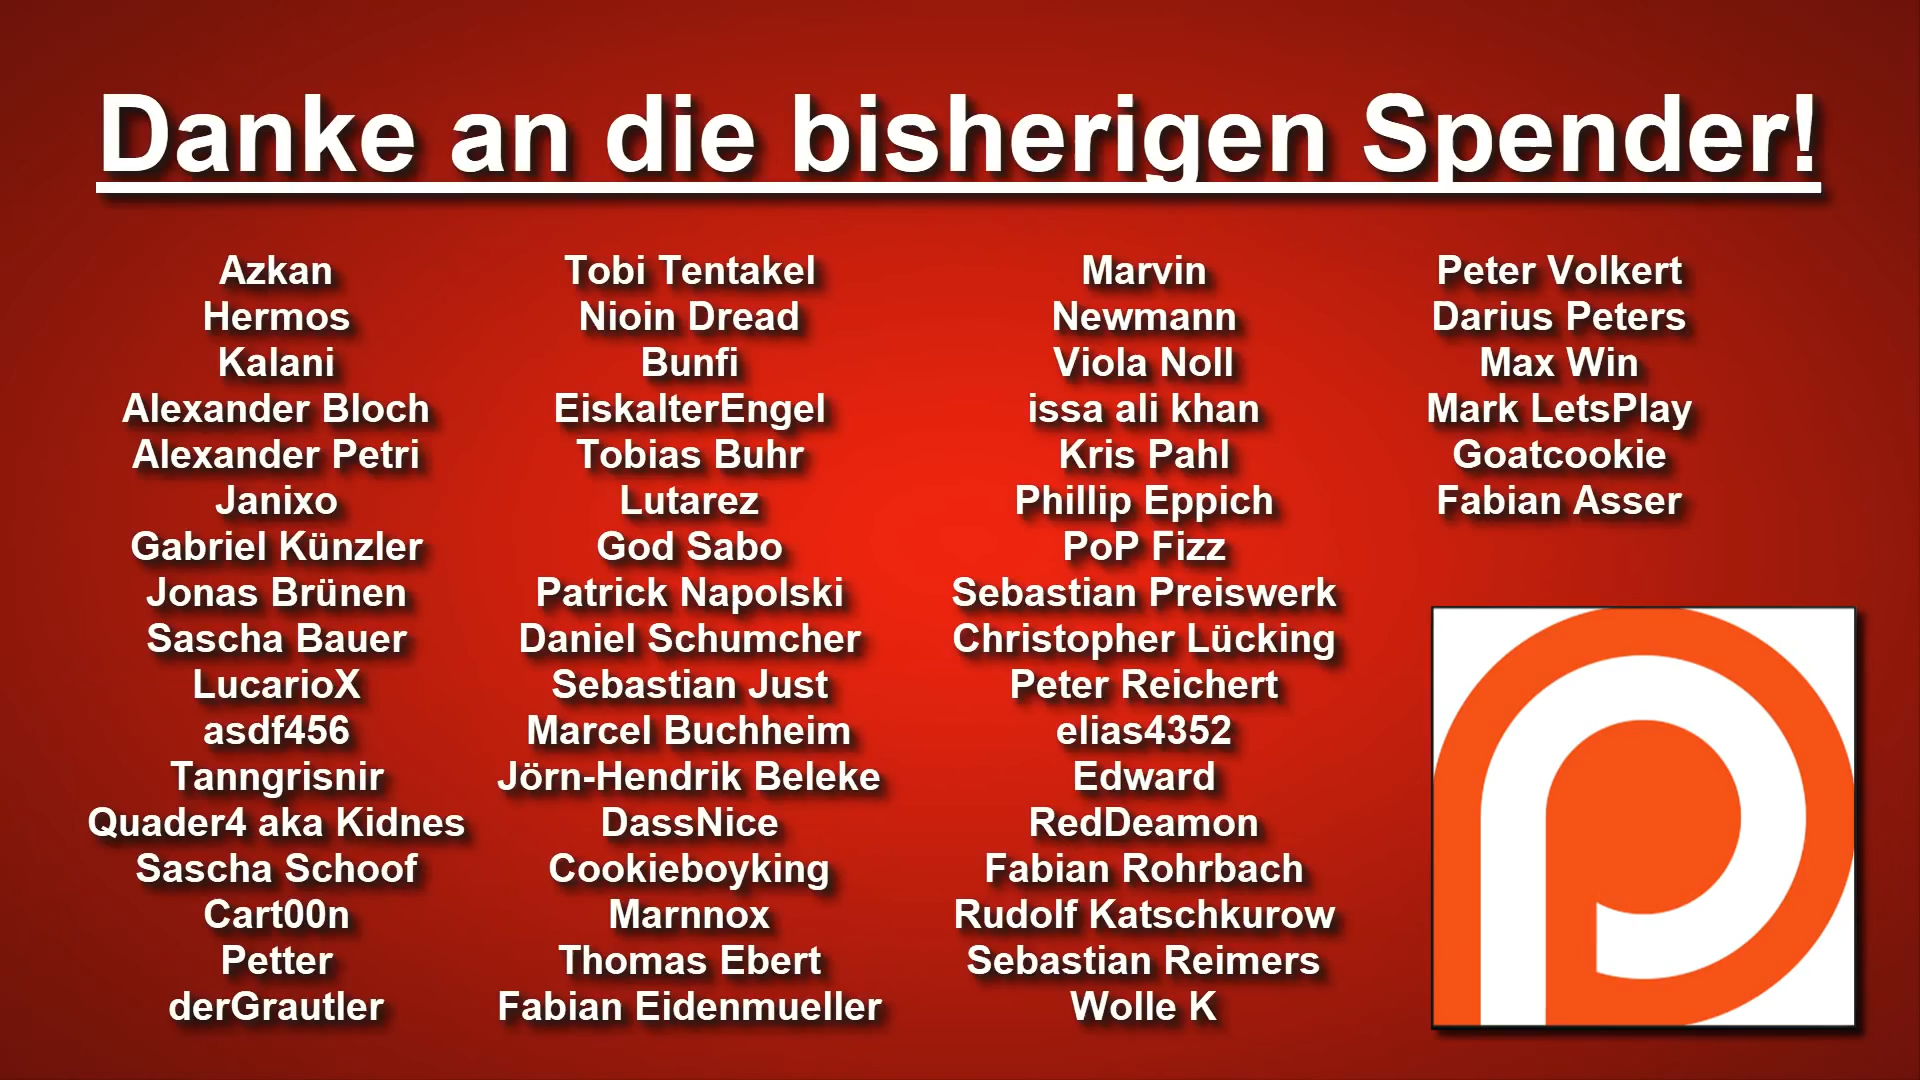 Danke an die bisherigen Spender!
Azkan
Hermos
Kalani
Alexander Bloch
Alexander Petri
Janixo
Gabriel Künzler
Jonas Brünen
Sascha Bauer
LucarioX
asdf456
Tanngrisnir
Quader4 aka Kidnes
Sascha Schoof
Cart00n
Petter
derGrautler
Tobi Tentakel
Nioin Dread
Bunfi
EiskalterEngel
Tobias Buhr
Lutarez
God Sabo
Patrick Napolski
Daniel Schumcher
Sebastian Just
Marcel Buchheim
Jörn-Hendrik Beleke
DassNice
Cookieboyking
Marnnox
Thomas Ebert
Fabian Eidenmueller
Marvin
Newmann
Viola Noll
issa ali khan
Kris Pahl
Phillip Eppich
PoP Fizz
Sebastian Preiswerk
Christopher Lücking
Peter Reichert
elias4352
Edward
RedDeamon
Fabian Rohrbach
Rudolf Katschkurow
Sebastian Reimers
Wolle K
Peter Volkert
Darius Peters
Max Win
Mark LetsPlay
Goatcookie
Fabian Asser